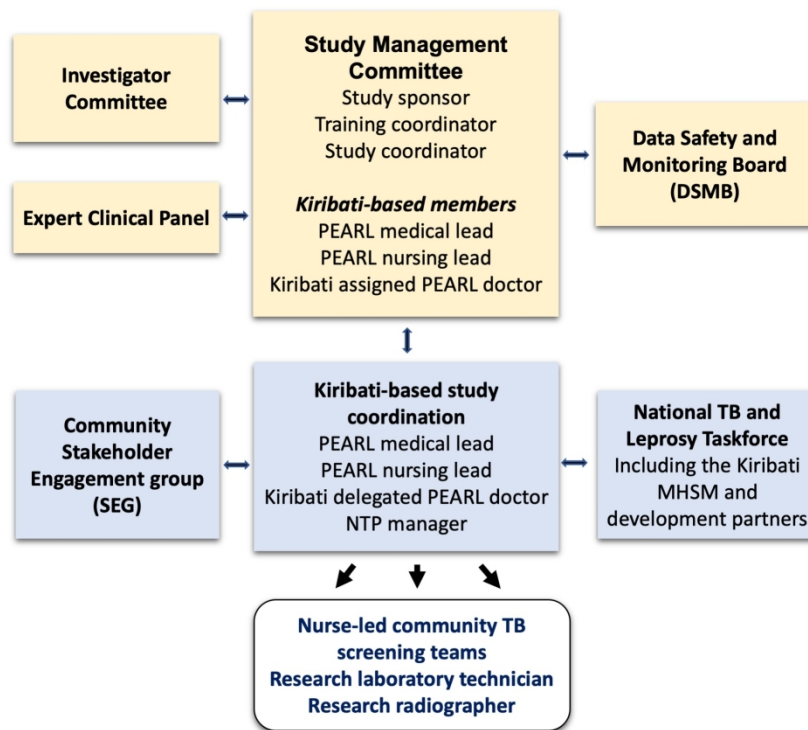 Investigator
Committee
Expert Clinical Panel
Study Management
Committee
Study sponsor
Training coordinator
Study coordinator
Kiribati-based members
PEARL medical lead
PEARL nursing lead
Kiribati assigned PEARL doctor
Data Safety and
Monitoring Board
(DSMB)
Community
Stakeholder
Engagement group
(SEG)
Kiribati-based study
coordination
PEARL medical lead
PEARL nursing lead
Kiribati delegated PEARL doctor
NTP manager
National TB and
Leprosy Taskforce
Including the Kiribati
MHSM and
development partners
Nurse-led community TB
screening teams
Research laboratory technician
Research radiographer